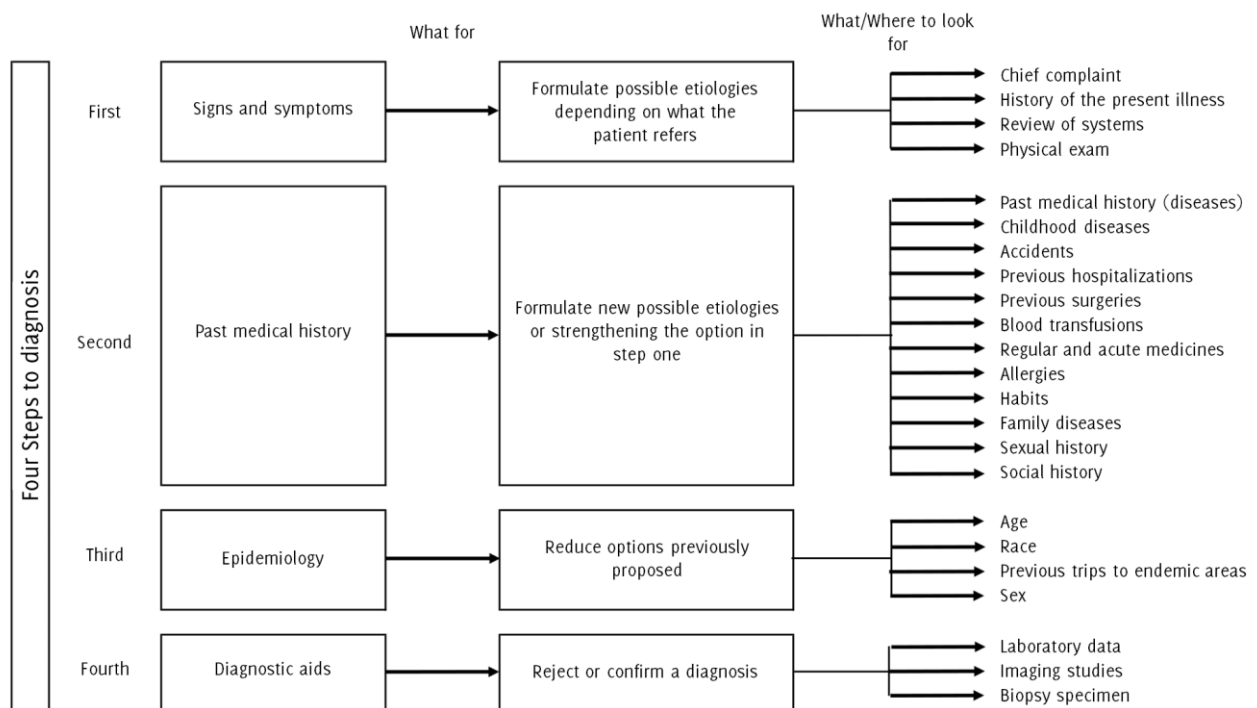 What for
What/Where to look
for
Four Steps to diagnosis
First
Signs and symptoms
Formulate possible etiologies
depending on what the
patient refers
Chief complaint
History of the present illness
Review of systems
Physical exam
Second
Past medical history
Formulate new possible etiologies
or strengthening the option in
step one
Past medical history (diseases)
Childhood diseases
Accidents
Previous hospitalizations
Previous surgeries
Blood transfusions
Regular and acute medicines
Allergies
Habits
Family diseases
Sexual history
Social history
Third
Epidemiology
Reduce options previously
proposed
Age
Race
Previous trips to endemic areas
Sex
Fourth
Diagnostic aids
Reject or confirm a diagnosis
Laboratory data
Imaging studies
Biopsy specimen